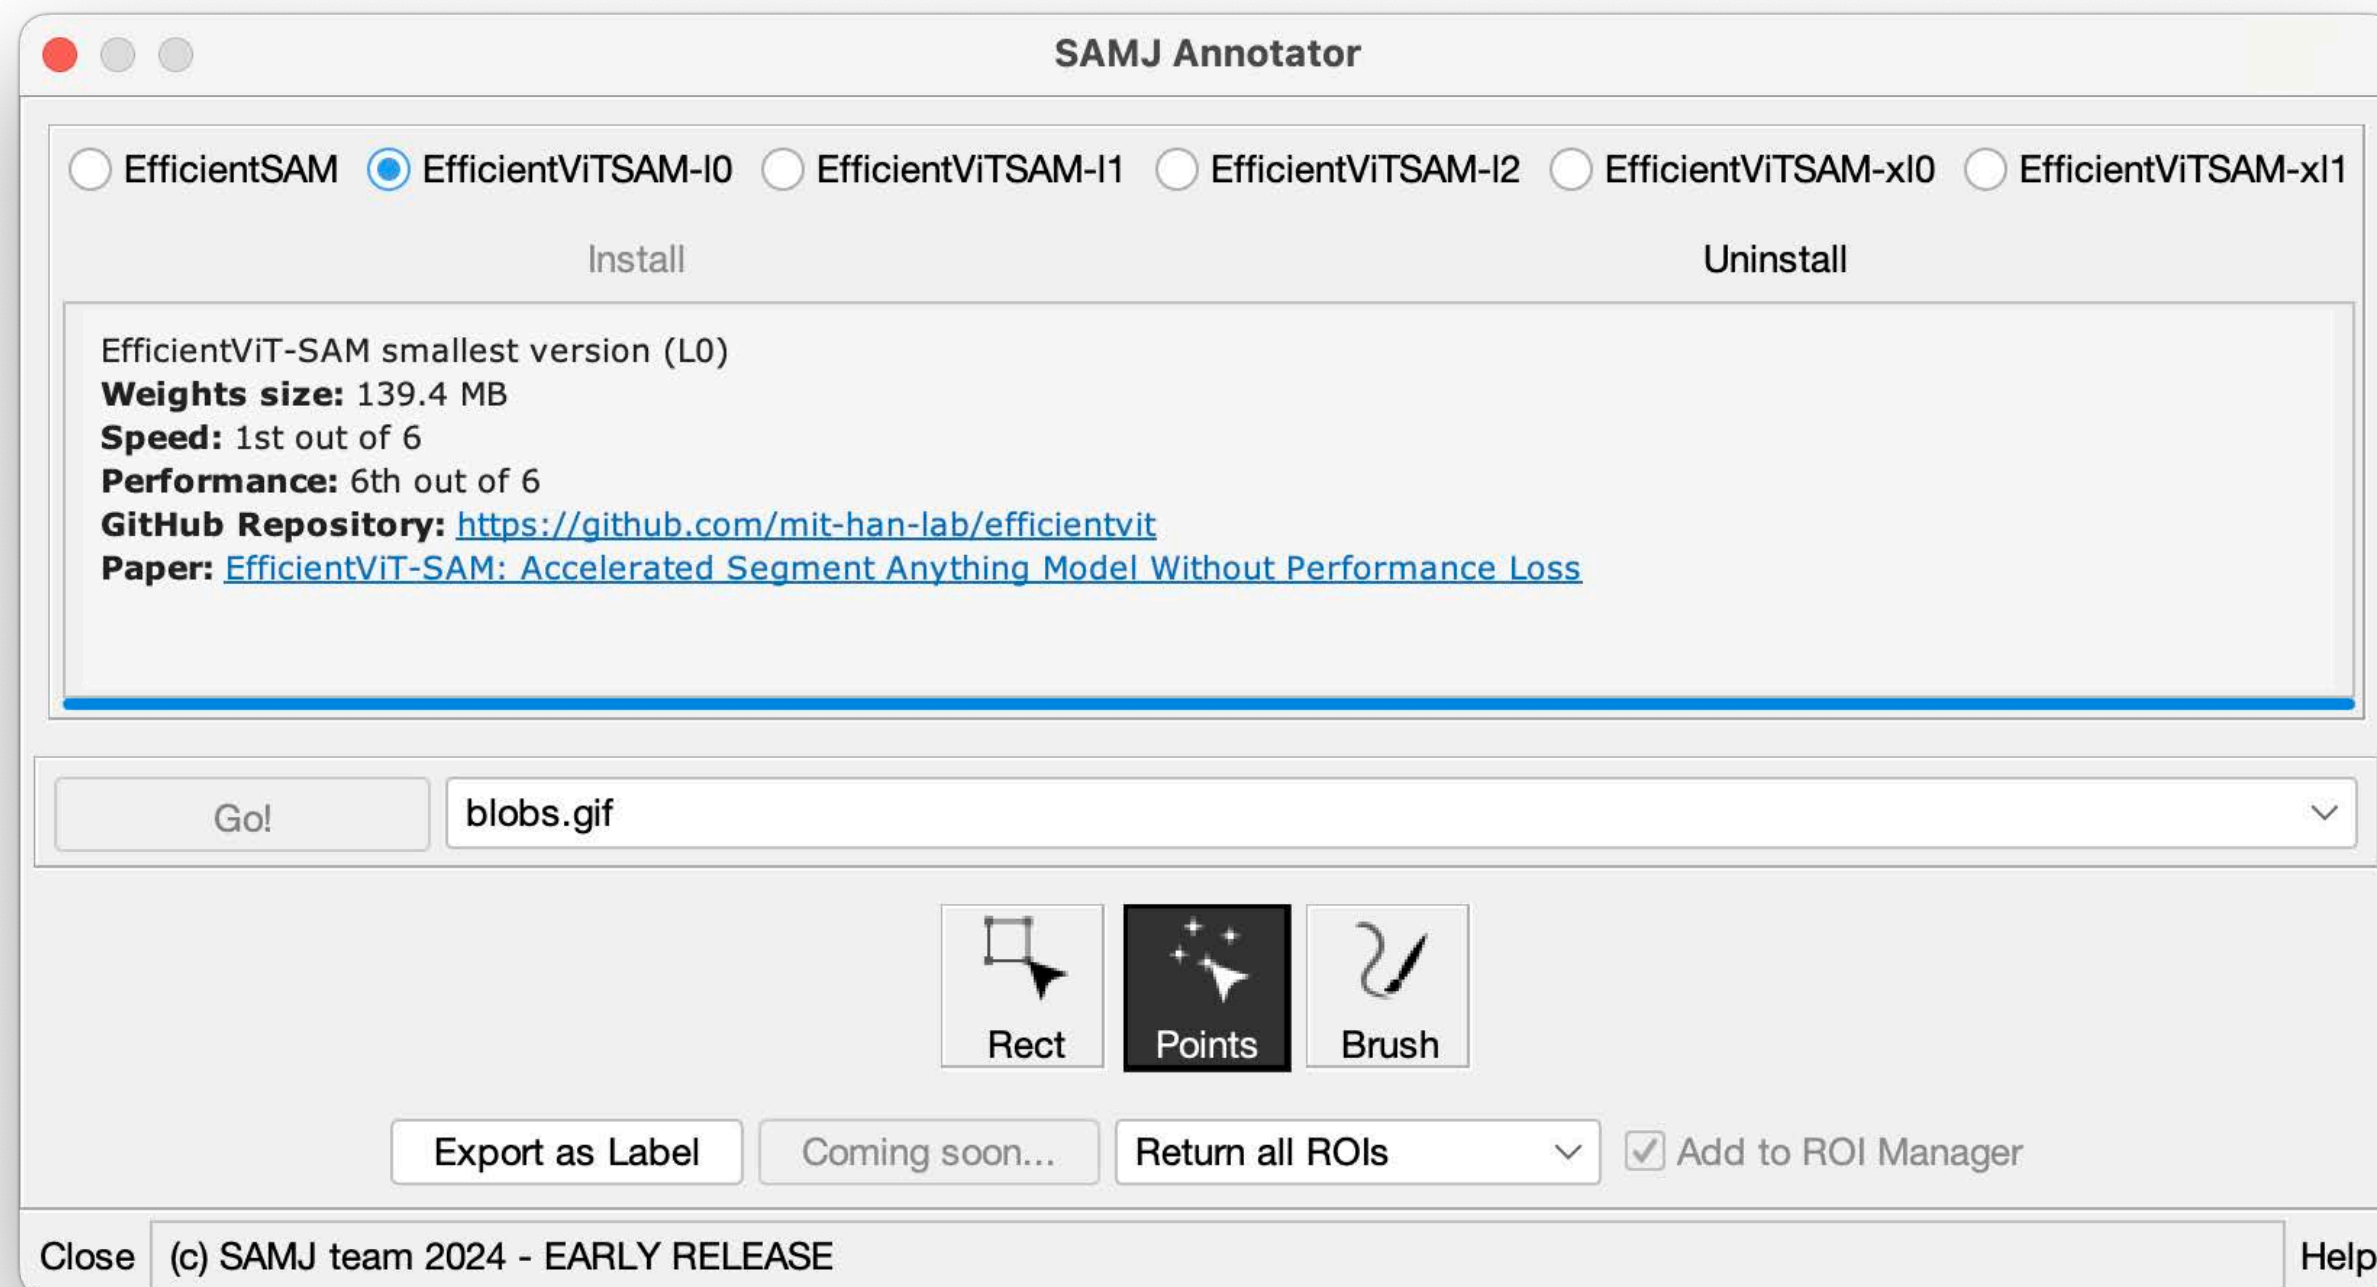 SAMJ Annotator
EfficientSAM EfficientViTSAM-l0 EfficientViTSAM-l1 EfficientViTSAM-l2 EfficientViTSAM-xl0 EfficientViTSAM-xl1
Install Uninstall
EfficientViT-SAM smallest version (L0)
Weights size: 139.4 MB
Speed: 1st out of 6
Performance: 6th out of 6
GitHub Repository: https://github.com/mit-han-lab/efficientvit
Paper: EfficientViT-SAM: Accelerated Segment Anything Model Without Performance Loss
Go! blobs.gif
Rect Points Brush
Export as Label Coming soon... Return all ROIs Add to ROI Manager
Close (c) SAMJ team 2024 - EARLY RELEASE Help